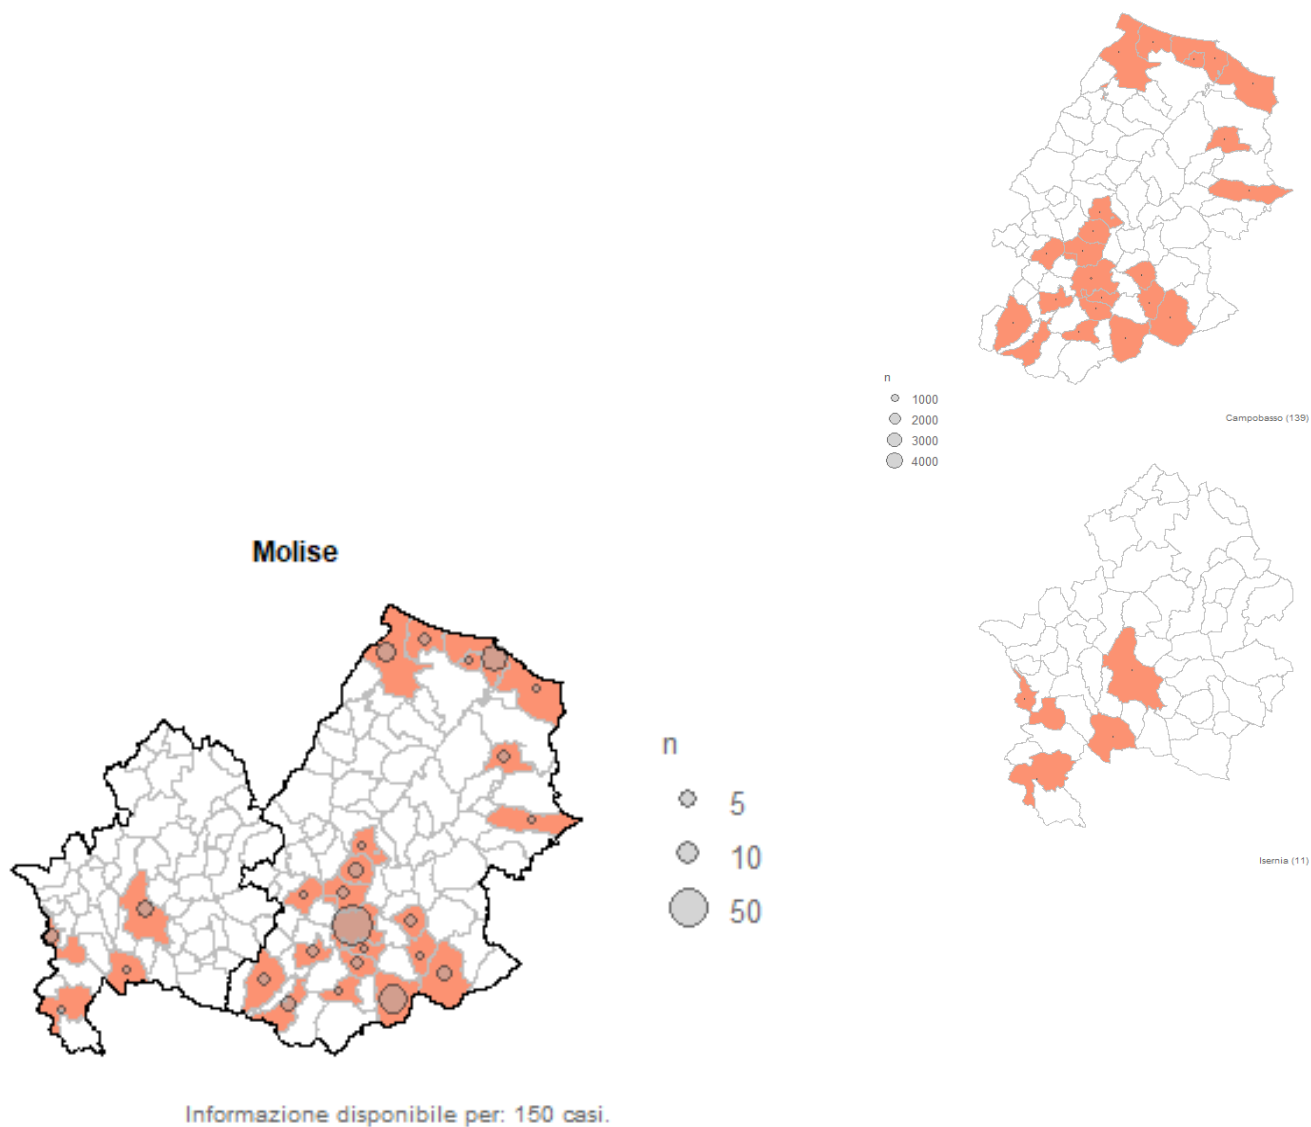 n
1000
2000
3000
4000
Campobasso (139)
Molise
n
5
10
50
Isernia (11)
Informazione disponibile per: 150 casi.